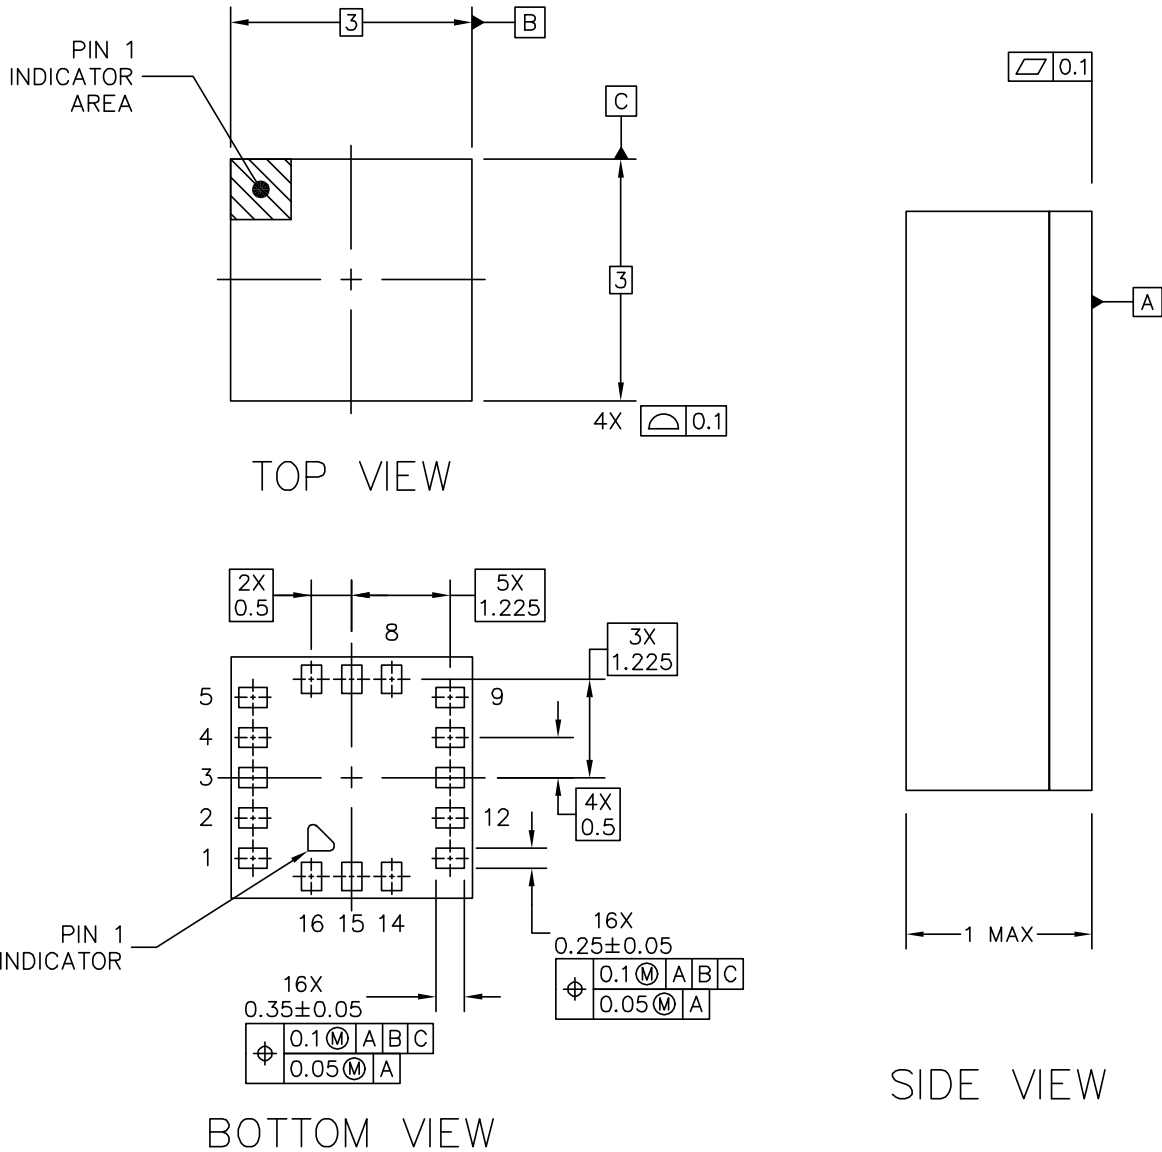 3
B
PIN 1
INDICATOR
AREA
0.1
C
3
A
4X 0.1
TOP VIEW
2X
0.5
5X
1.225
8
3X
1.225
5
9
4
3
4X
0.5
2
12
1
16 15 14
PIN 1
INDICATOR
16X
0.25±0.05
0.1 Ⓜ A B C
0.05 Ⓜ A
1 MAX
16X
0.35±0.05
0.1 Ⓜ A B C
0.05 Ⓜ A
SIDE VIEW
BOTTOM VIEW